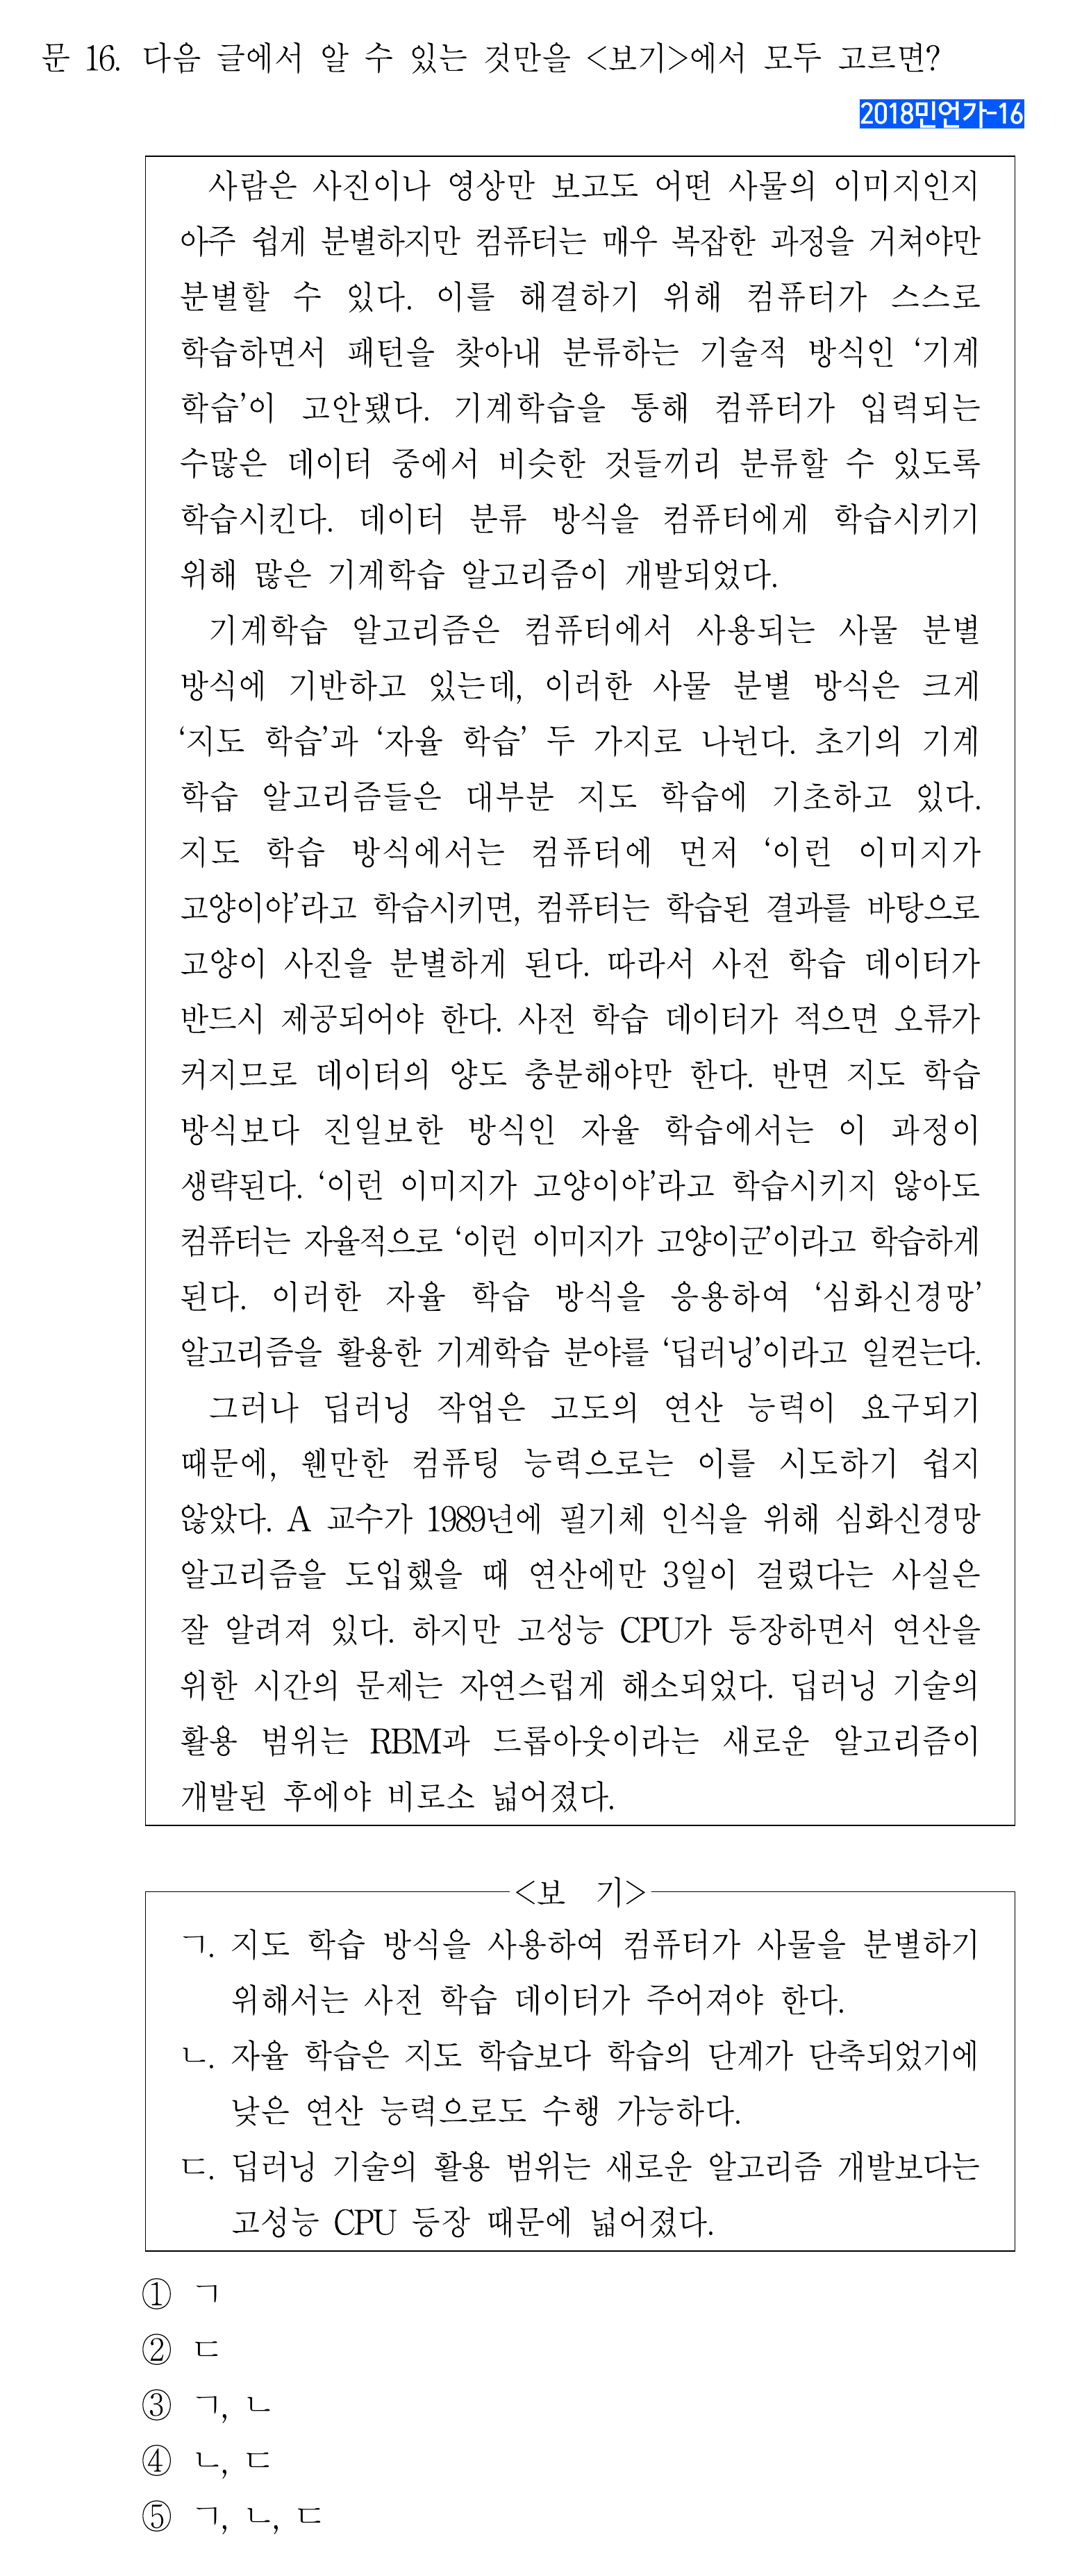 문 16. 다음 글에서 알 수 있는 것만을 <보기>에서 모두 고르면?
2018민언가-16
사람은 사진이나 영상만 보고도 어떤 사물의 이미지인지
아주 쉽게 분별하지만 컴퓨터는 매우 복잡한 과정을 거쳐야만
분별할 수 있다. 이를 해결하기 위해 컴퓨터가 스스로
학습하면서 패턴을 찾아내 분류하는 기술적 방식인 ‘기계
학습’이 고안됐다. 기계학습을 통해 컴퓨터가 입력되는
수많은 데이터 중에서 비슷한 것들끼리 분류할 수 있도록
학습시킨다. 데이터 분류 방식을 컴퓨터에게 학습시키기
위해 많은 기계학습 알고리즘이 개발되었다.
기계학습 알고리즘은 컴퓨터에서 사용되는 사물 분별
방식에 기반하고 있는데, 이러한 사물 분별 방식은 크게
‘지도 학습’과 ‘자율 학습’ 두 가지로 나뉜다. 초기의 기계
학습 알고리즘들은 대부분 지도 학습에 기초하고 있다.
지도 학습 방식에서는 컴퓨터에 먼저 ‘이런 이미지가
고양이야’라고 학습시키면, 컴퓨터는 학습된 결과를 바탕으로
고양이 사진을 분별하게 된다. 따라서 사전 학습 데이터가
반드시 제공되어야 한다. 사전 학습 데이터가 적으면 오류가
커지므로 데이터의 양도 충분해야만 한다. 반면 지도 학습
방식보다 진일보한 방식인 자율 학습에서는 이 과정이
생략된다. ‘이런 이미지가 고양이야’라고 학습시키지 않아도
컴퓨터는 자율적으로 ‘이런 이미지가 고양이군’이라고 학습하게
된다. 이러한 자율 학습 방식을 응용하여 ‘심화신경망’
알고리즘을 활용한 기계학습 분야를 ‘딥러닝’이라고 일컫는다.
그러나 딥러닝 작업은 고도의 연산 능력이 요구되기
때문에, 웬만한 컴퓨팅 능력으로는 이를 시도하기 쉽지
않았다. A 교수가 1989년에 필기체 인식을 위해 심화신경망
알고리즘을 도입했을 때 연산에만 3일이 걸렸다는 사실은
잘 알려져 있다. 하지만 고성능 CPU가 등장하면서 연산을
위한 시간의 문제는 자연스럽게 해소되었다. 딥러닝 기술의
활용 범위는 RBM과 드롭아웃이라는 새로운 알고리즘이
개발된 후에야 비로소 넓어졌다.
<보 기>
ㄱ. 지도 학습 방식을 사용하여 컴퓨터가 사물을 분별하기
위해서는 사전 학습 데이터가 주어져야 한다.
ㄴ. 자율 학습은 지도 학습보다 학습의 단계가 단축되었기에
낮은 연산 능력으로도 수행 가능하다.
ㄷ. 딥러닝 기술의 활용 범위는 새로운 알고리즘 개발보다는
고성능 CPU 등장 때문에 넓어졌다.
① ㄱ
② ㄷ
③ ㄱ, ㄴ
④ ㄴ, ㄷ
⑤ ㄱ, ㄴ, ㄷ